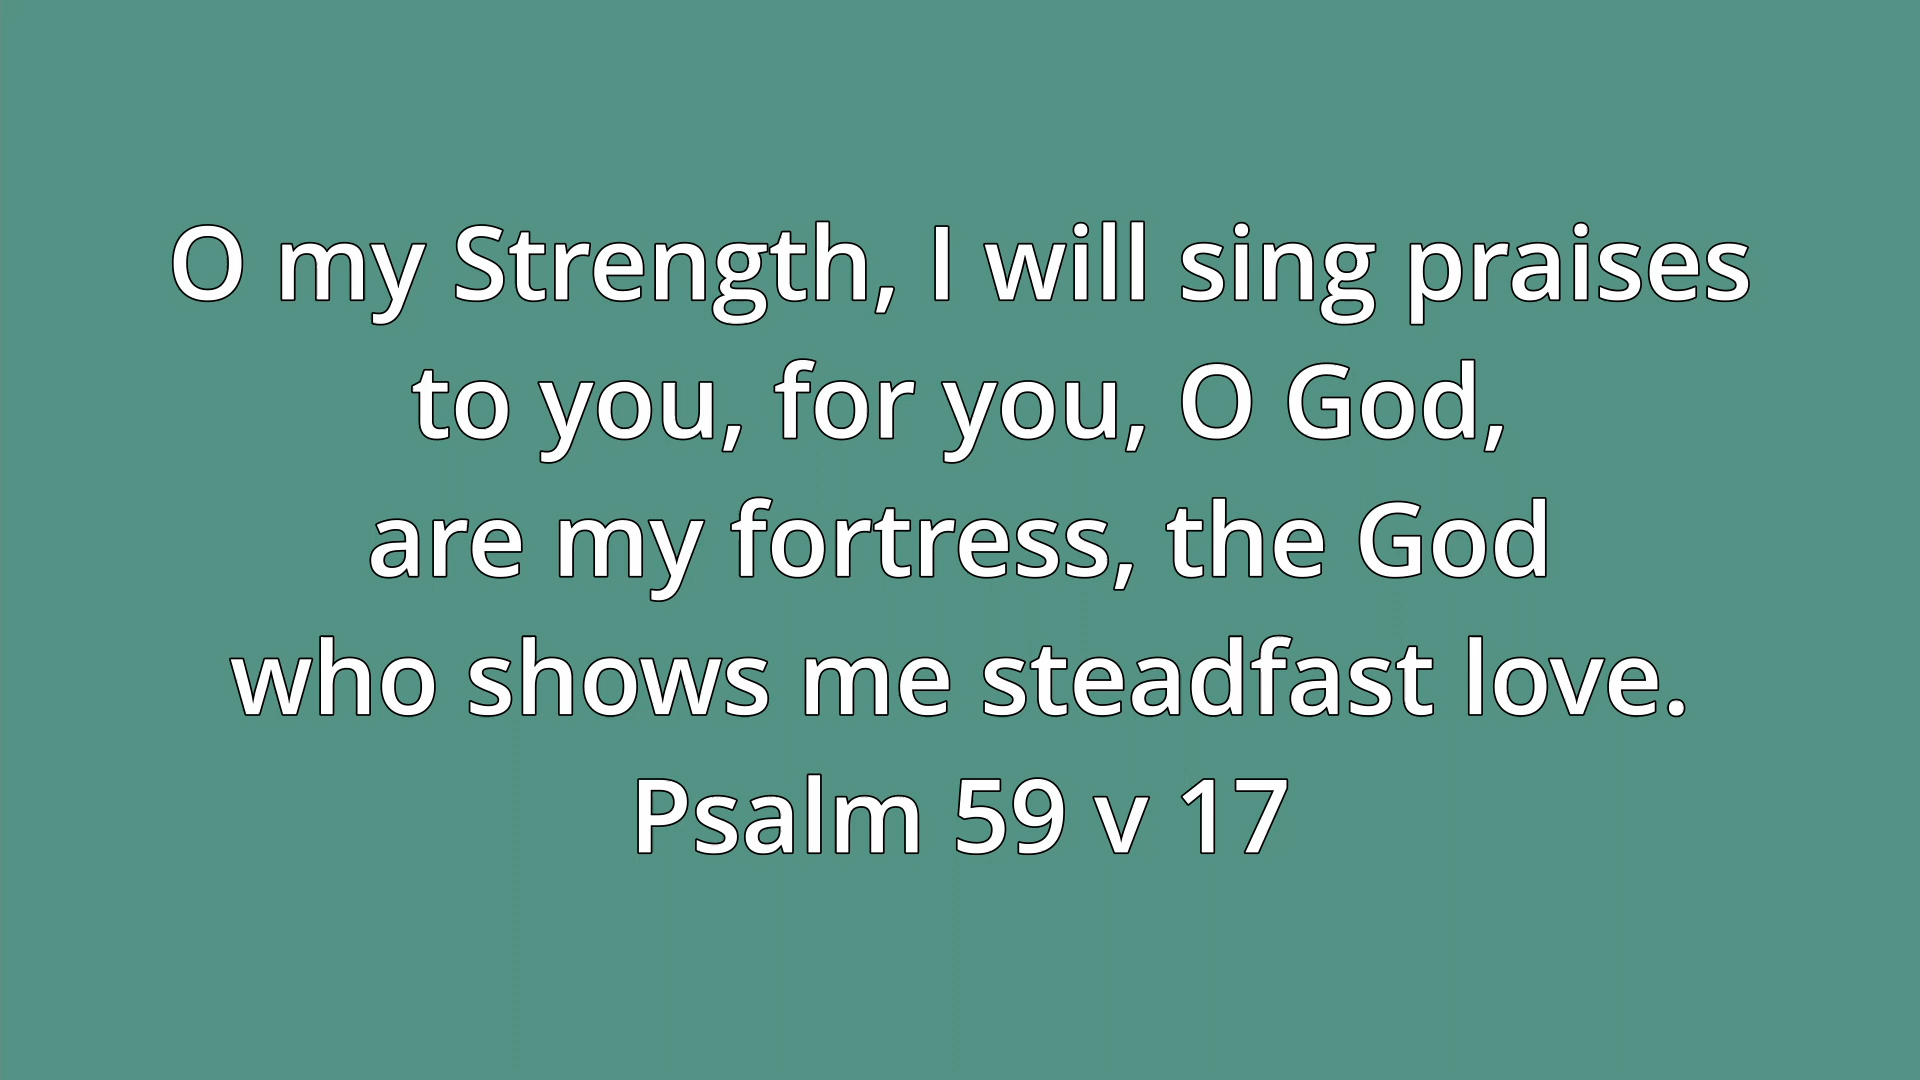 O my Strength, I will sing praises
to you, for you, O God,
are my fortress, the God
who shows me steadfast love.
Psalm 59 v 17